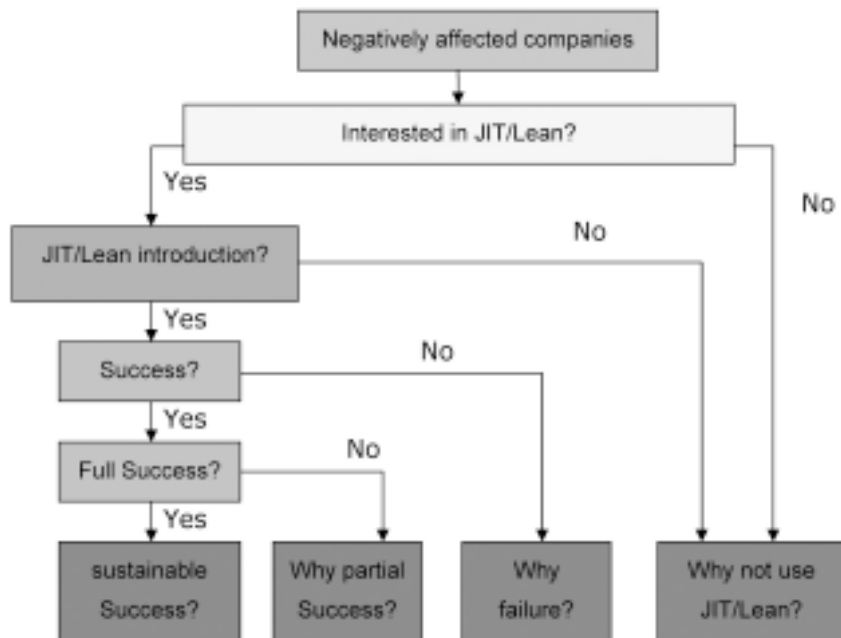 Negatively affected companies
Interested in JIT/Lean?
Yes
No
JIT/Lean introduction?
No
Yes
Success?
No
Yes
Full Success?
No
Yes
sustainable
Success?
Why partial
Success?
Why
failure?
Why not use
JIT/Lean?